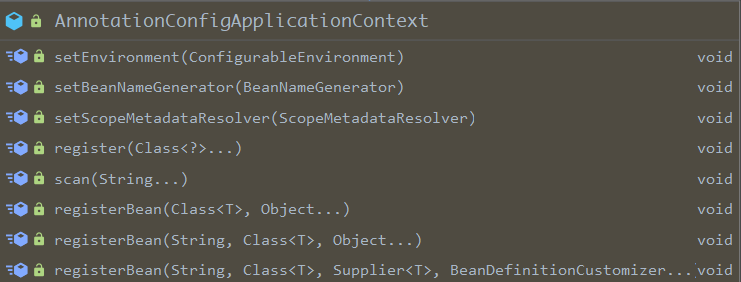 AnnotationConfigApplicationContext
setEnvironment(ConfigurableEnvironment) void
setBeanNameGenerator(BeanNameGenerator) void
setScopeMetadataResolver(ScopeMetadataResolver) void
register(Class<?>...) void
scan(String...) void
registerBean(Class<T>, Object...) void
registerBean(String, Class<T>, Object...) void
registerBean(String, Class<T>, Supplier<T>, BeanDefinitionCustomizer...) void